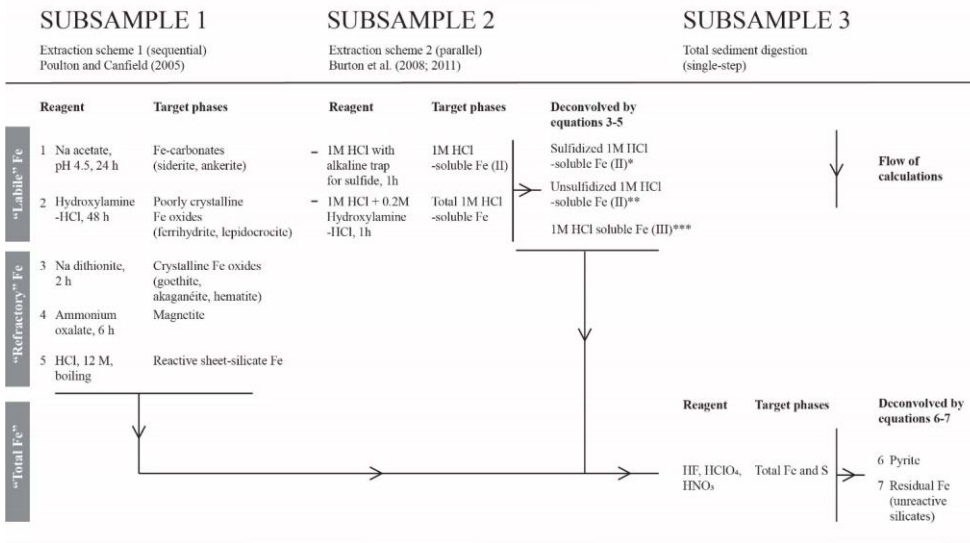 SUBSAMPLE 1
Extraction scheme 1 (sequential)
Poulton and Canfield (2005)
SUBSAMPLE 2
Extraction scheme 2 (parallel)
Burton et al. (2008; 2011)
SUBSAMPLE 3
Total sediment digestion
(single-step)
"Labile" Fe
"Refractory" Fe
"Total Fe"
Reagent
Target phases
1 Na acetate,
pH 4.5, 24 h
Fe-carbonates
(siderite, ankerite)
2 Hydroxylamine
-HCl, 48 h
Poorly crystalline
Fe oxides
(ferrihydrite, lepidocrocite)
3 Na dithionite,
2 h
Crystalline Fe oxides
(goethite,
akaganéite, hematite)
4 Ammonium
oxalate, 6 h
Magnetite
5 HCl, 12 M,
boiling
Reactive sheet-silicate Fe
Reagent
Target phases
Deconvolved by
equations 3-5
– 1M HCl with
alkaline trap
for sulfide, 1h
1M HCl
-soluble Fe (II)
– 1M HCl + 0.2M
Hydroxylamine
-HCl, 1h
Total 1M HCl
-soluble Fe
Sulfidized 1M HCl
-soluble Fe (II)*
Unsulfidized 1M HCl
-soluble Fe (II)**
1M HCl soluble Fe (III)***
Flow of
calculations
Reagent
Target phases
Deconvolved by
equations 6-7
HF, HClO₄,
HNO₃
Total Fe and S
6 Pyrite
7 Residual Fe
(unreactive
silicates)